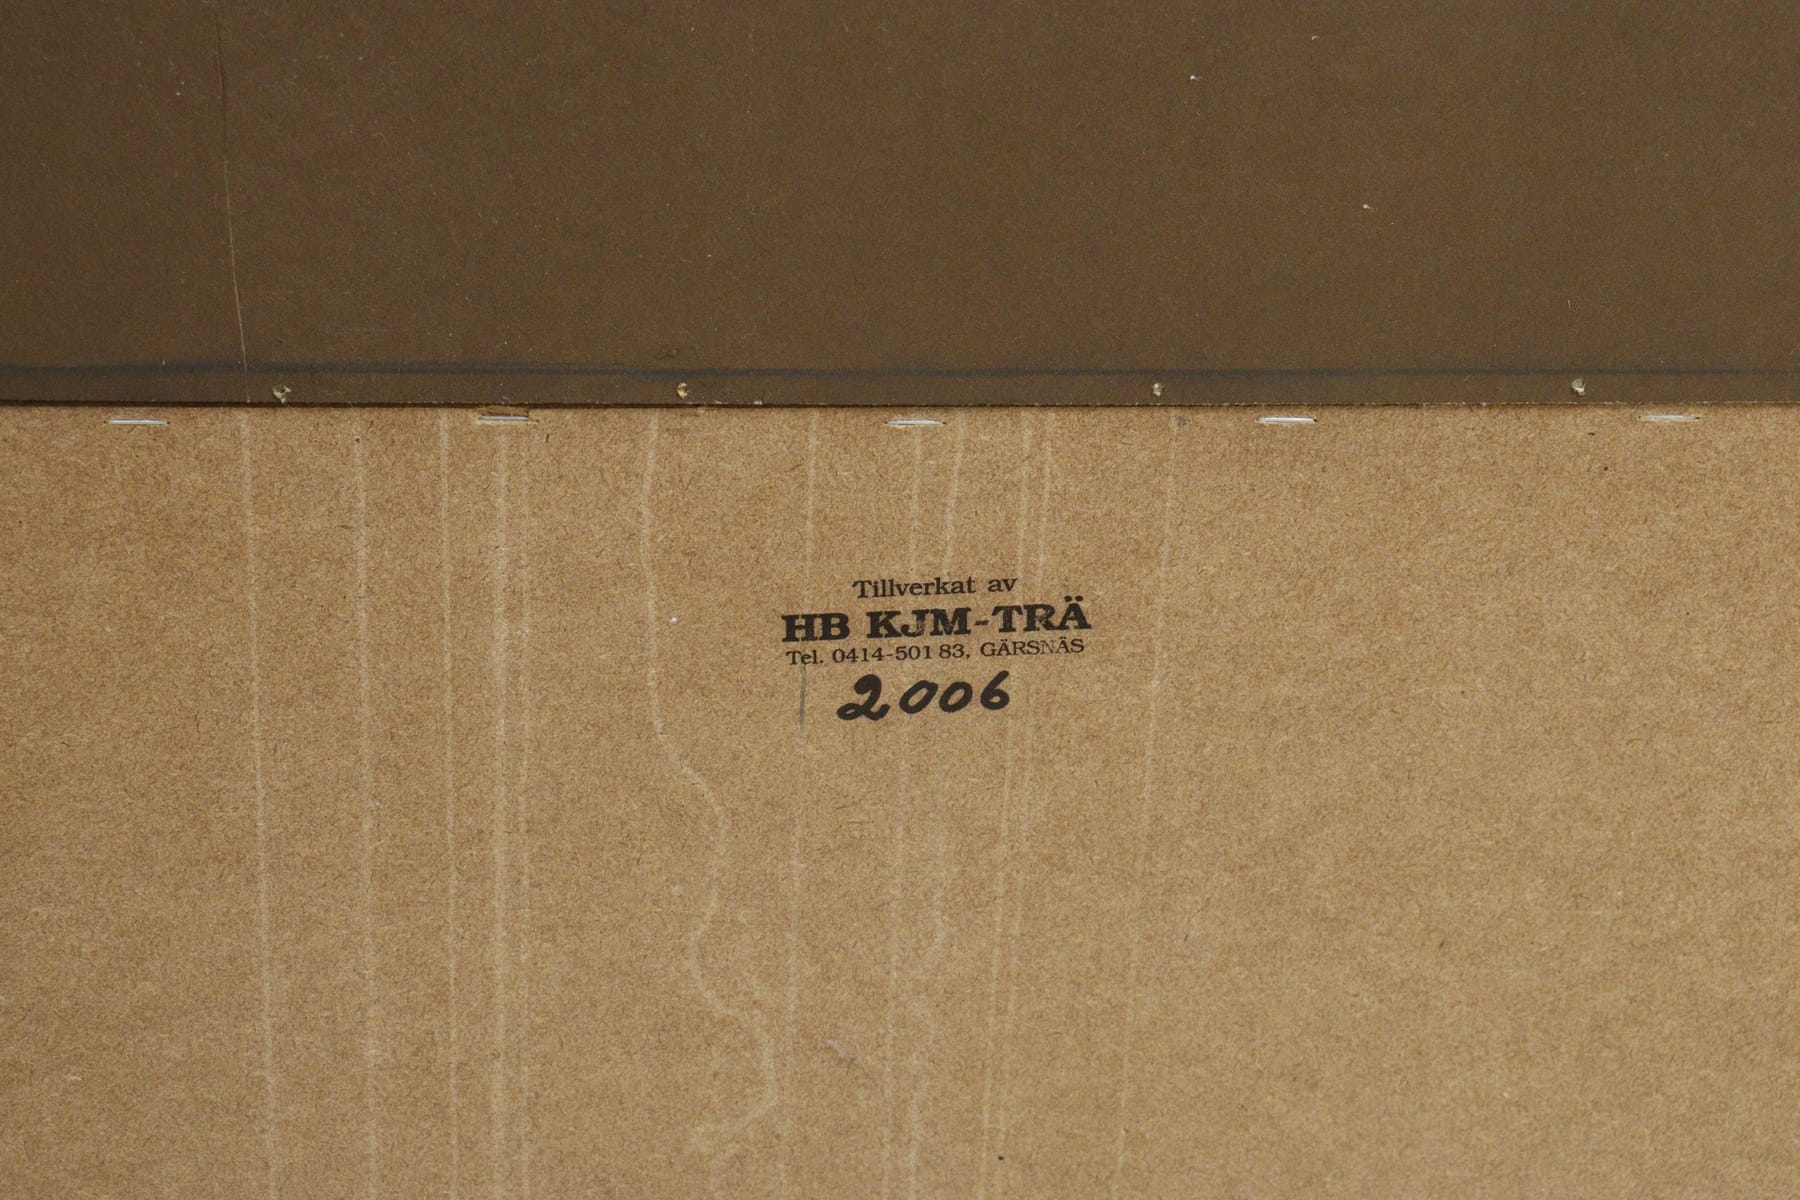 Tillverkat av
HB KJM-TRÄ
Tel. 0414-501 83, GÄRSNÄS
2006